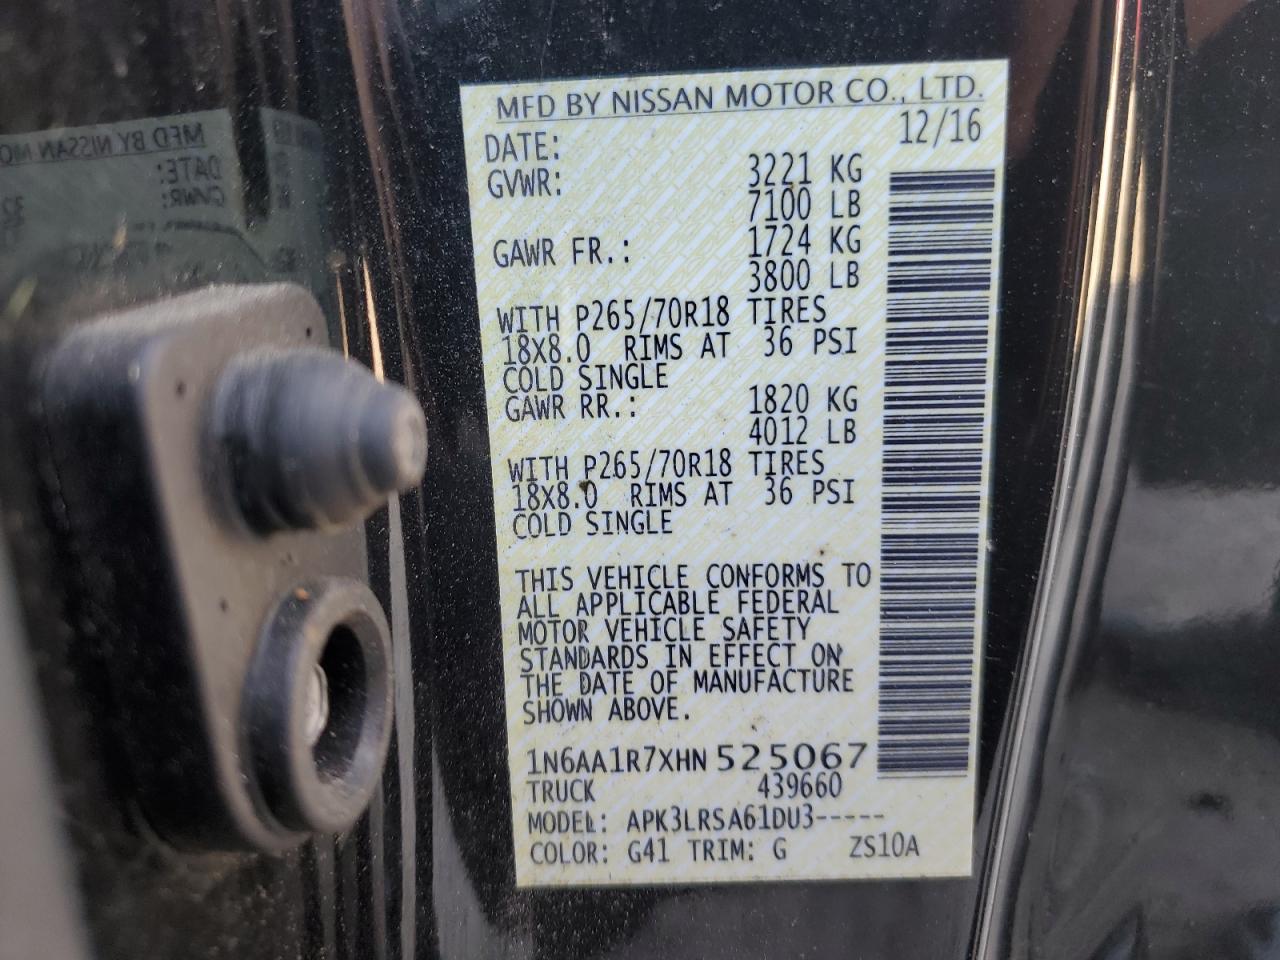 MFD BY NISSAN MOTOR CO., LTD.
DATE: 12/16
GVWR: 3221 KG
7100 LB
GAWR FR.: 1724 KG
3800 LB
WITH P265/70R18 TIRES
18X8.0 RIMS AT 36 PSI
COLD SINGLE
GAWR RR.: 1820 KG
4012 LB
WITH P265/70R18 TIRES
18X8.0 RIMS AT 36 PSI
COLD SINGLE
THIS VEHICLE CONFORMS TO
ALL APPLICABLE FEDERAL
MOTOR VEHICLE SAFETY
STANDARDS IN EFFECT ON
THE DATE OF MANUFACTURE
SHOWN ABOVE.
1N6AA1R7XHN525067
TRUCK 439660
MODEL: APK3LRSA61DU3-----
COLOR: G41 TRIM: G ZS10A
MFD BY NISSAN MO
DATE:
GVWR: